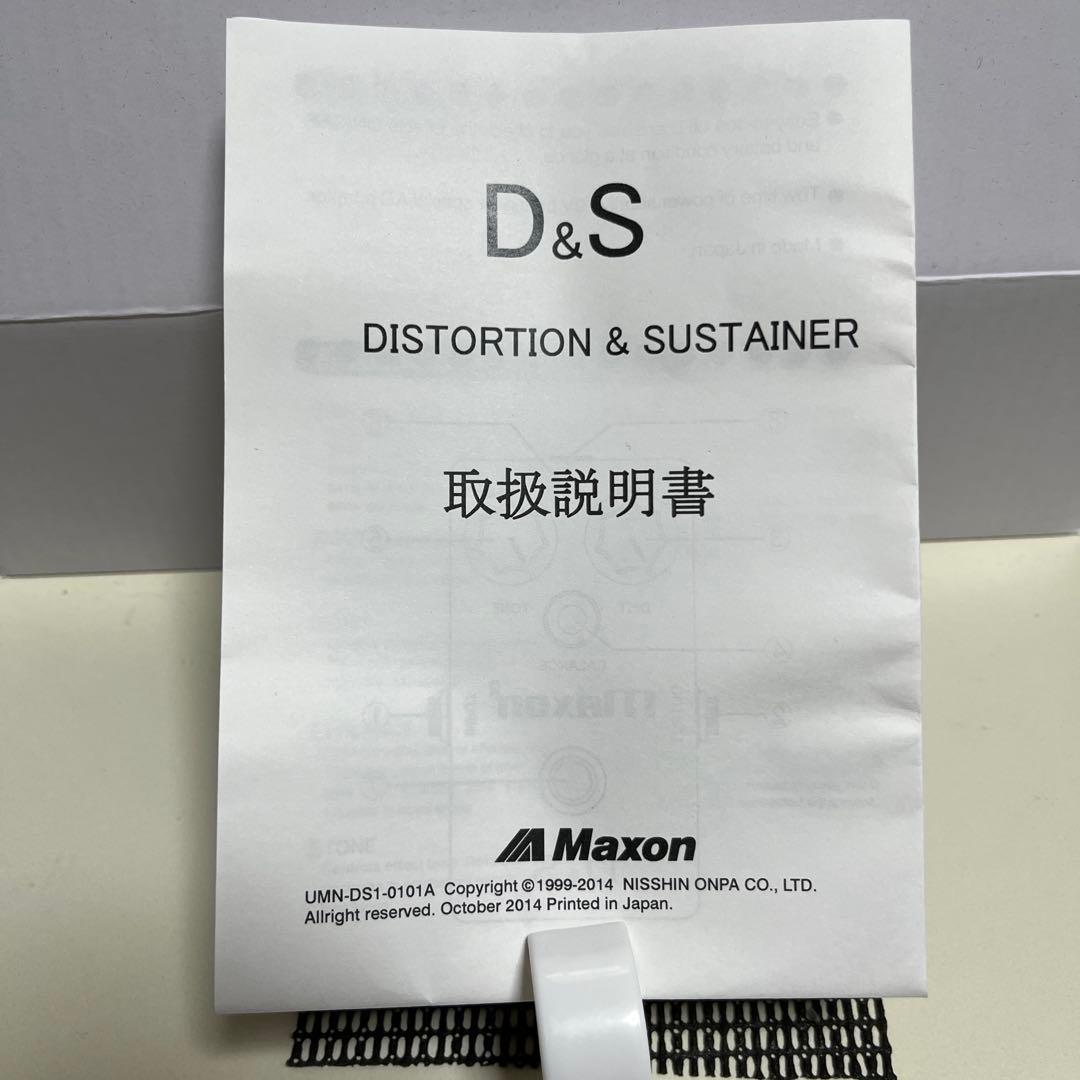 D&S
DISTORTION & SUSTAINER
取扱説明書
Maxon
UMN-DS1-0101A Copyright ©1999-2014 NISSHIN ONPA CO., LTD.
Allright reserved. October 2014 Printed in Japan.